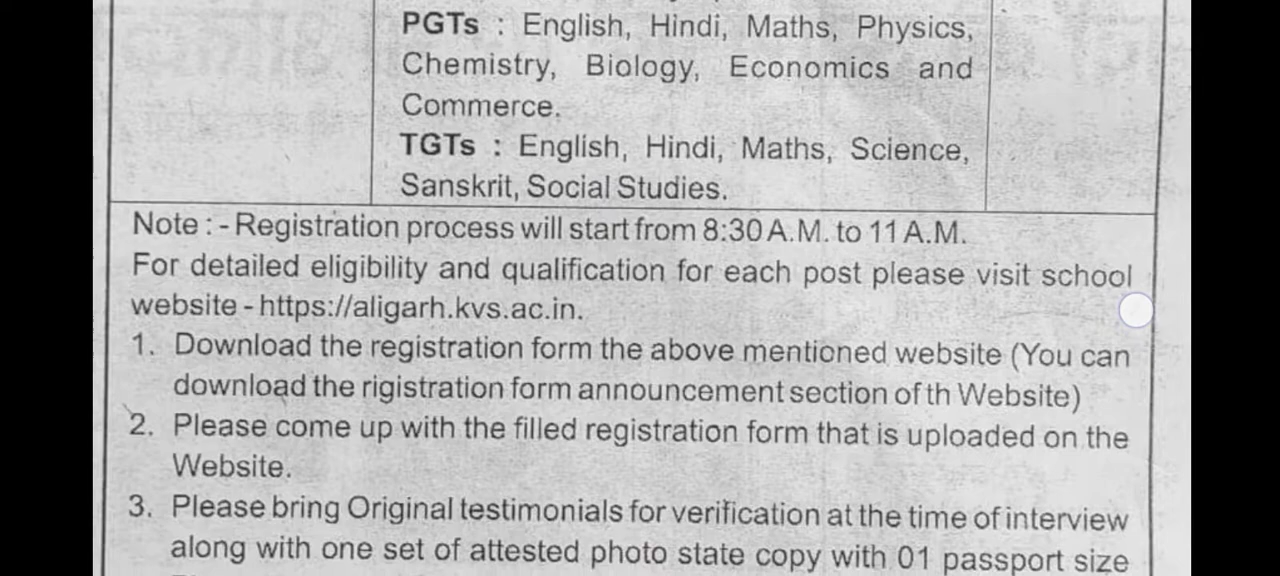 PGTs : English, Hindi, Maths, Physics,
Chemistry, Biology, Economics and
Commerce.
TGTs : English, Hindi, Maths, Science,
Sanskrit, Social Studies.
Note : - Registration process will start from 8:30 A.M. to 11 A.M.
For detailed eligibility and qualification for each post please visit school
website - https://aligarh.kvs.ac.in.
1. Download the registration form the above mentioned website (You can
download the rigistration form announcement section of th Website)
2. Please come up with the filled registration form that is uploaded on the
Website.
3. Please bring Original testimonials for verification at the time of interview
along with one set of attested photo state copy with 01 passport size